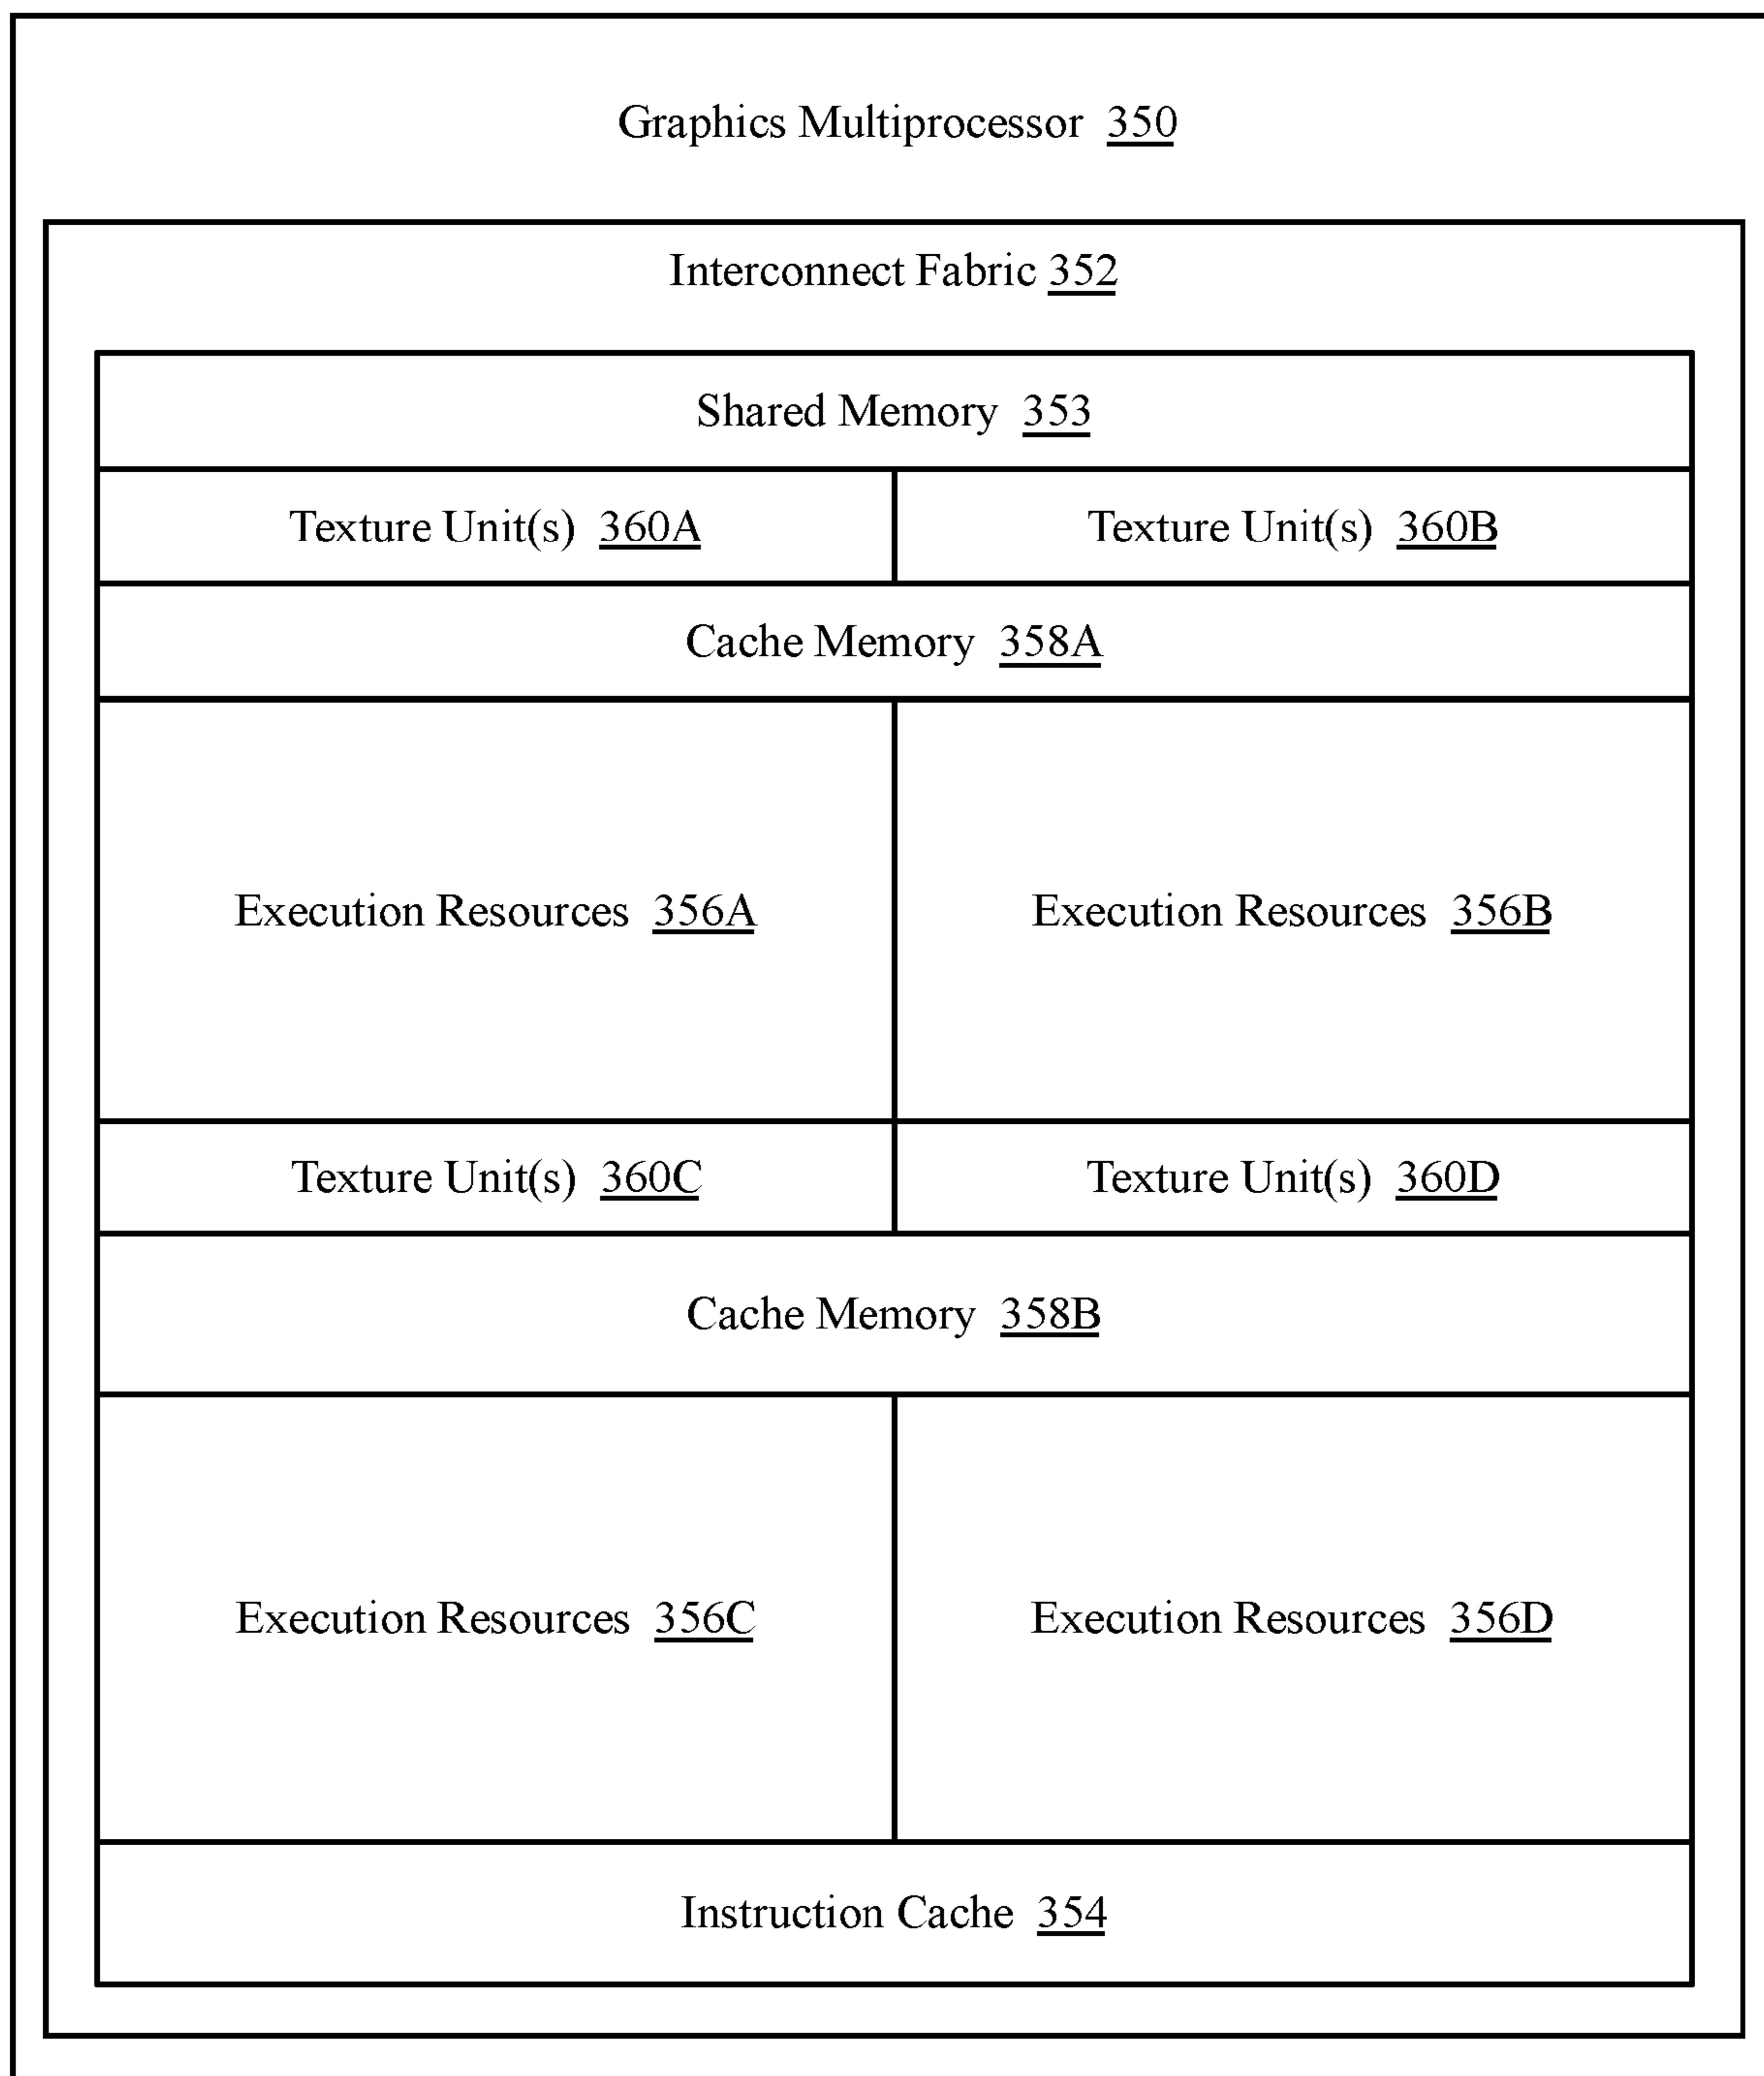 Graphics Multiprocessor 350
Interconnect Fabric 352
Shared Memory 353
Texture Unit(s) 360A
Texture Unit(s) 360B
Cache Memory 358A
Execution Resources 356A
Execution Resources 356B
Texture Unit(s) 360C
Texture Unit(s) 360D
Cache Memory 358B
Execution Resources 356C
Execution Resources 356D
Instruction Cache 354